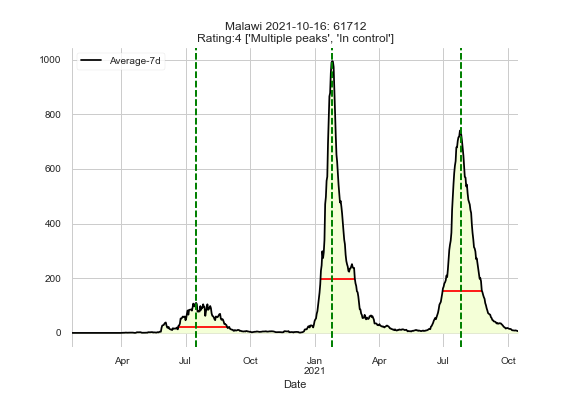 Malawi 2021-10-16: 61712
Rating:4 ['Multiple peaks', 'In control']
Average-7d
1000
800
600
400
200
0
Apr Jul Oct Jan Apr Jul Oct
2021
Date